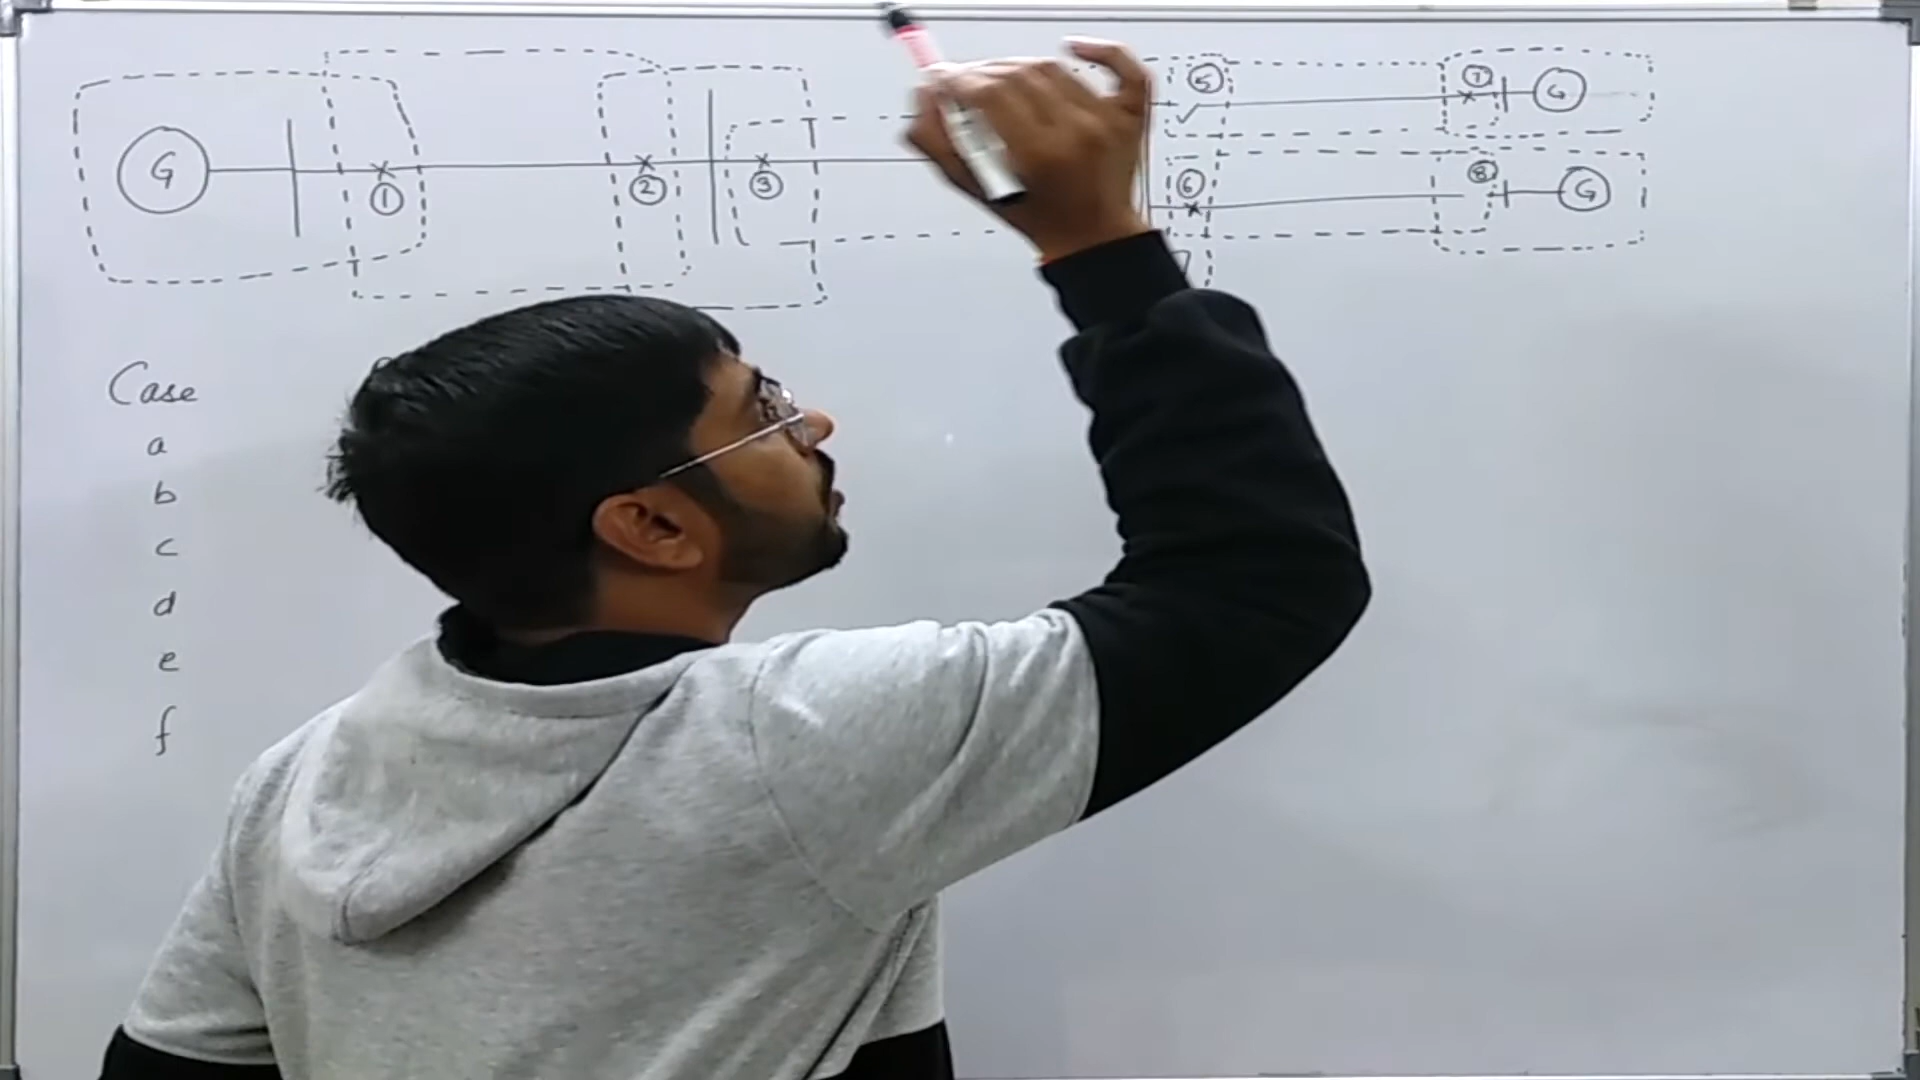 G ① ② ③ ⑤ ⑦ G
⑥ ⑧ G
Case
a
b
c
d
e
f